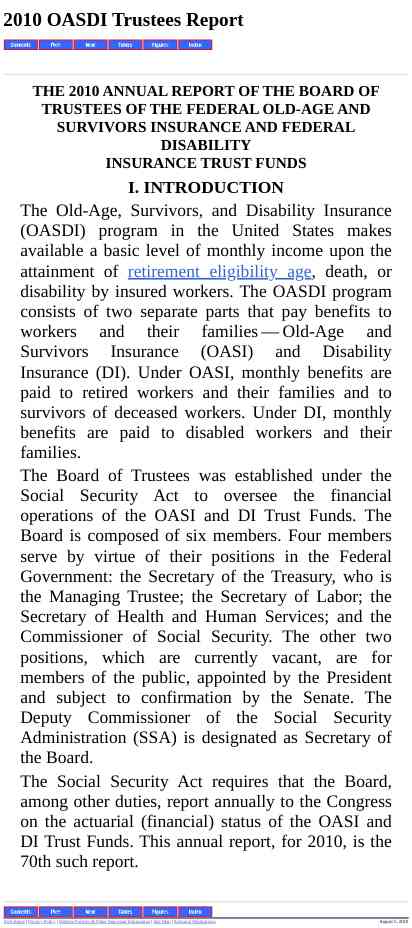 2010 OASDI Trustees Report
Contents Prev Next Tables Figures Index
THE 2010 ANNUAL REPORT OF THE BOARD OF
TRUSTEES OF THE FEDERAL OLD-AGE AND
SURVIVORS INSURANCE AND FEDERAL
DISABILITY
INSURANCE TRUST FUNDS
I. INTRODUCTION
The Old-Age, Survivors, and Disability Insurance
(OASDI) program in the United States makes
available a basic level of monthly income upon the
attainment of retirement eligibility age, death, or
disability by insured workers. The OASDI program
consists of two separate parts that pay benefits to
workers and their families — Old-Age and
Survivors Insurance (OASI) and Disability
Insurance (DI). Under OASI, monthly benefits are
paid to retired workers and their families and to
survivors of deceased workers. Under DI, monthly
benefits are paid to disabled workers and their
families.
The Board of Trustees was established under the
Social Security Act to oversee the financial
operations of the OASI and DI Trust Funds. The
Board is composed of six members. Four members
serve by virtue of their positions in the Federal
Government: the Secretary of the Treasury, who is
the Managing Trustee; the Secretary of Labor; the
Secretary of Health and Human Services; and the
Commissioner of Social Security. The other two
positions, which are currently vacant, are for
members of the public, appointed by the President
and subject to confirmation by the Senate. The
Deputy Commissioner of the Social Security
Administration (SSA) is designated as Secretary of
the Board.
The Social Security Act requires that the Board,
among other duties, report annually to the Congress
on the actuarial (financial) status of the OASI and
DI Trust Funds. This annual report, for 2010, is the
70th such report.
Contents Prev Next Tables Figures Index